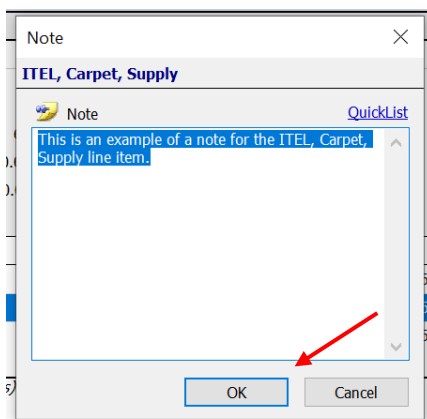 Note
ITEL, Carpet, Supply
Note QuickList
This is an example of a note for the ITEL, Carpet,
Supply line item.
OK Cancel